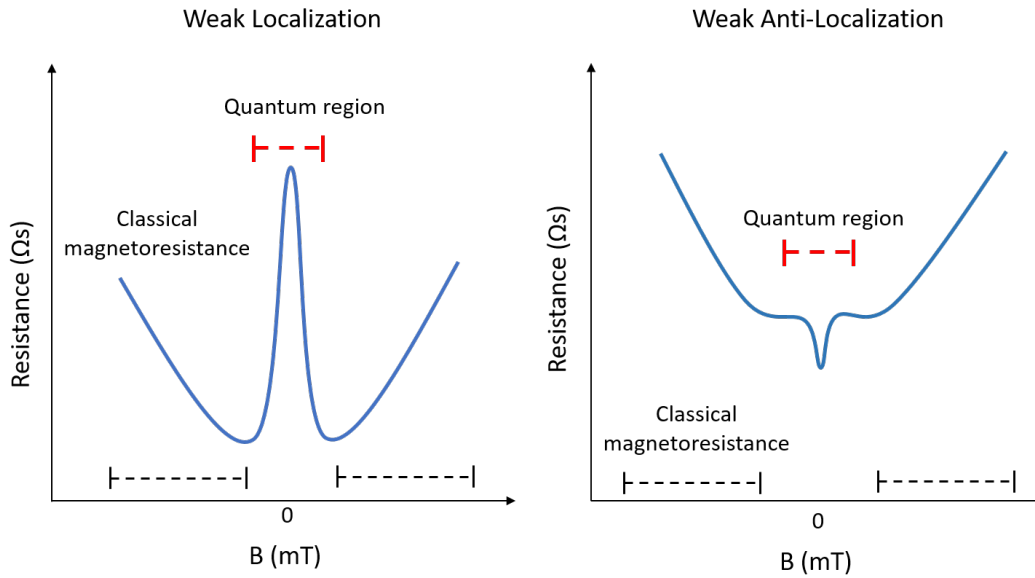 Weak Localization
Quantum region
Classical
magnetoresistance
Resistance (Ωs)
0
B (mT)
Weak Anti-Localization
Quantum region
Classical
magnetoresistance
Resistance (Ωs)
0
B (mT)